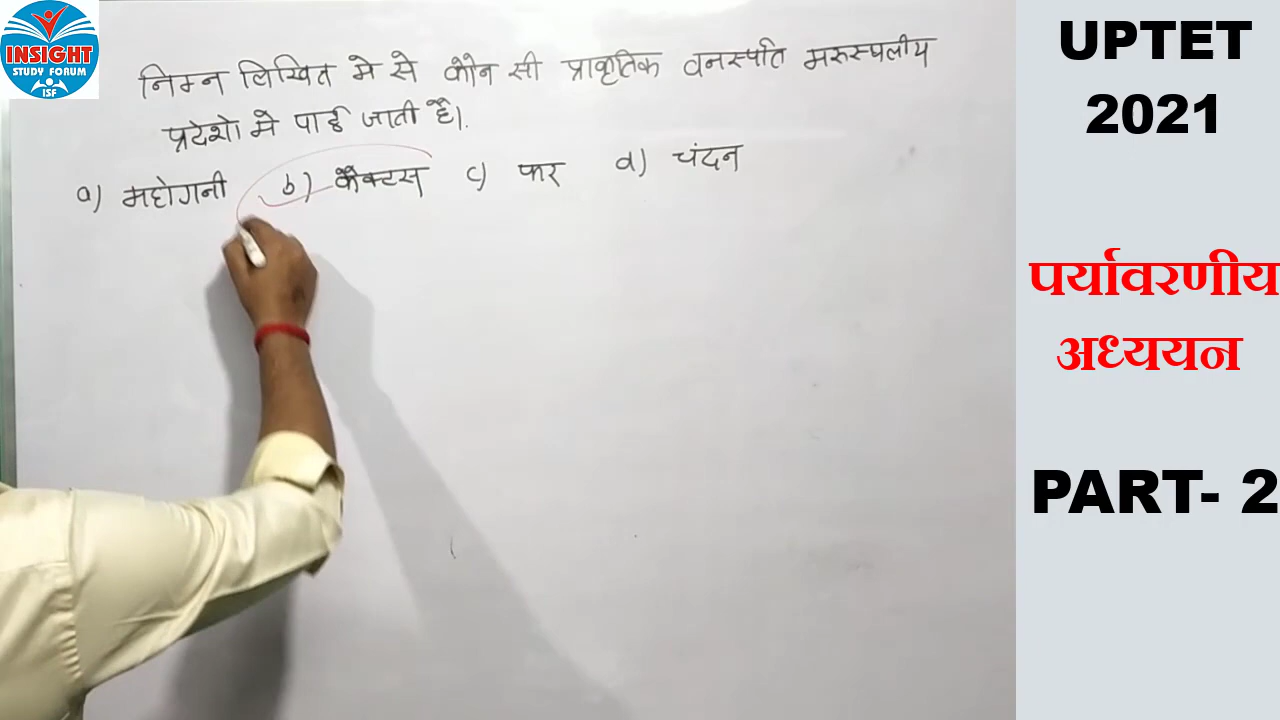 INSIGHT
STUDY FORUM
ISF
निम्न लिखित मे से कौन सी प्राकृतिक वनस्पति मरुस्थलीय
प्रदेशो मे पाई जाती है।.
a) महोगनी b) कैक्टस c) फर d) चंदन
UPTET
2021
पर्यावरणीय
अध्ययन
PART- 2